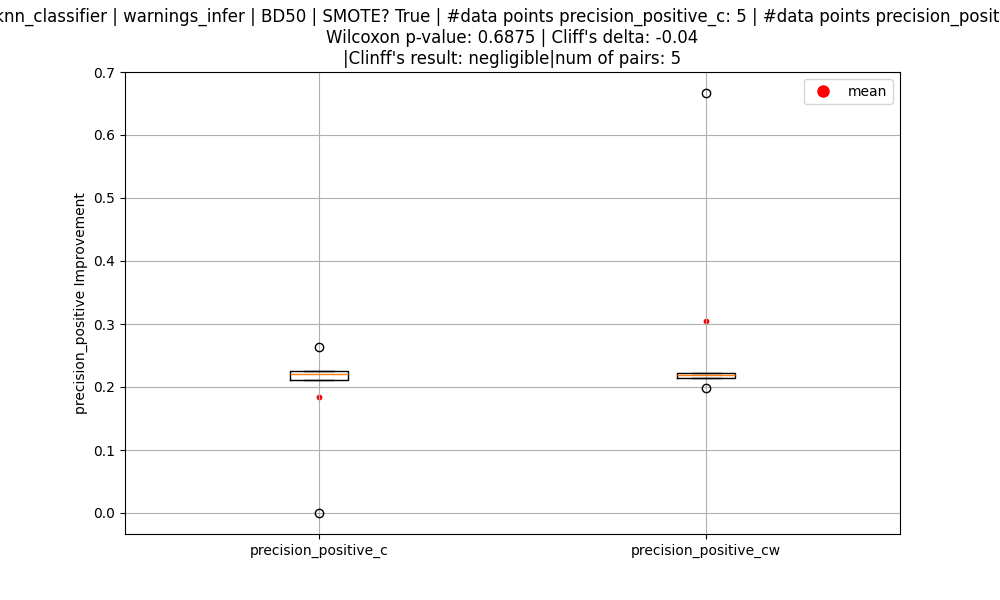 knn_classifier | warnings_infer | BD50 | SMOTE? True | #data points precision_positive_c: 5 | #data points precision_posit
Wilcoxon p-value: 0.6875 | Cliff's delta: -0.04
|Clinff's result: negligible|num of pairs: 5
mean
0.7
0.6
0.5
0.4
0.3
0.2
0.1
0.0
precision_positive Improvement
precision_positive_c
precision_positive_cw